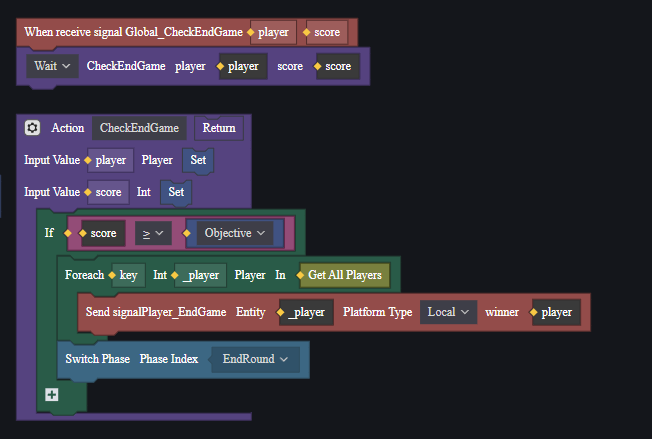 When receive signal Global_CheckEndGame player score
Wait CheckEndGame player player score score
Action CheckEndGame Return
Input Value player Player Set
Input Value score Int Set
If score ≥ Objective
Foreach key Int _player Player In Get All Players
Send signalPlayer_EndGame Entity _player Platform Type Local winner player
Switch Phase Phase Index EndRound